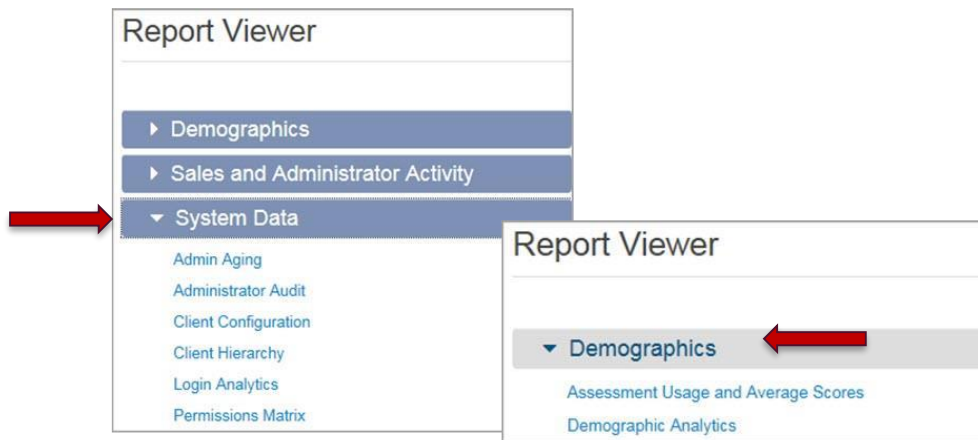 Report Viewer
Demographics
Sales and Administrator Activity
System Data
Admin Aging
Administrator Audit
Client Configuration
Client Hierarchy
Login Analytics
Permissions Matrix
Report Viewer
Demographics
Assessment Usage and Average Scores
Demographic Analytics